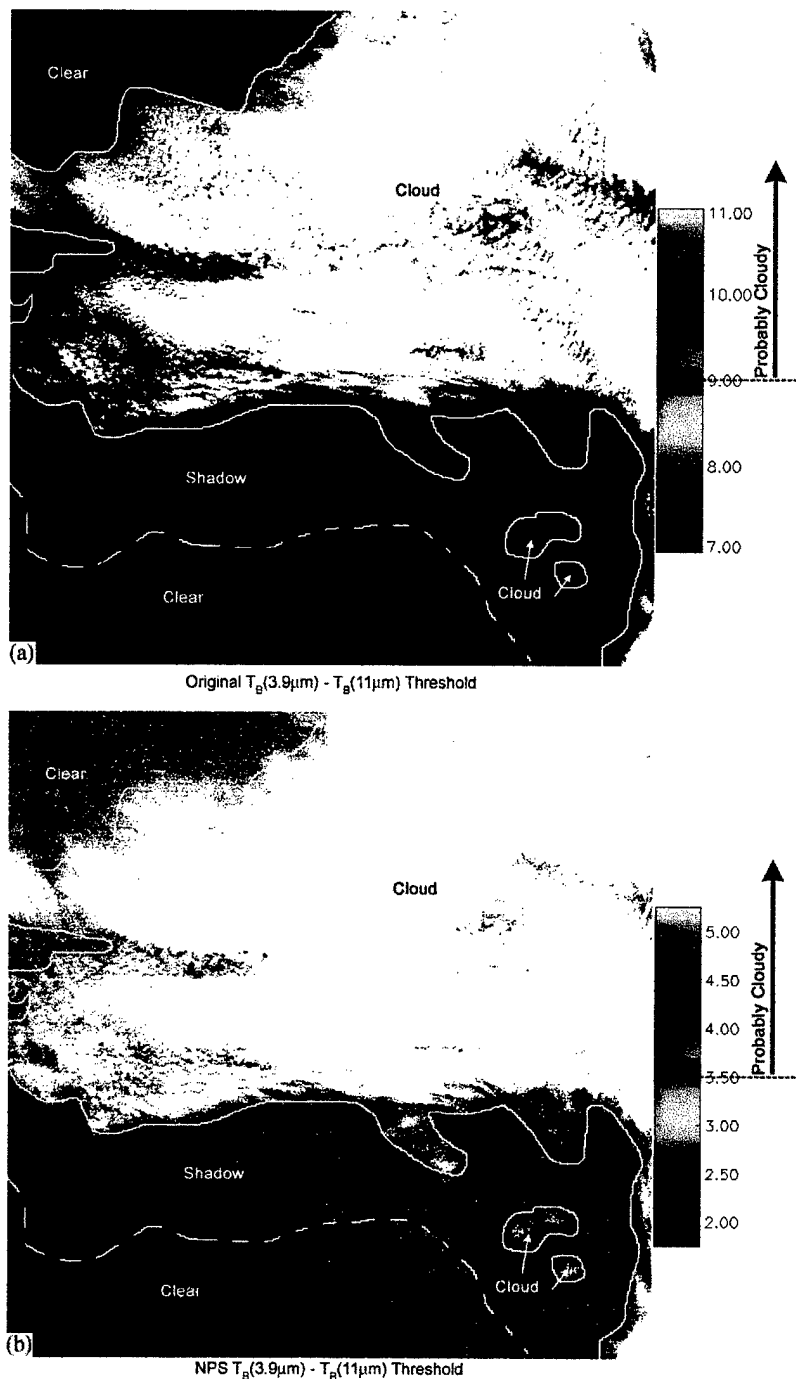 Clear
Cloud
11.00
10.00
9.00
8.00
7.00
Probably Cloudy
Shadow
Cloud
Clear
(a)
Original T_B(3.9µm) - T_B(11µm) Threshold
Clear
Cloud
5.00
4.50
4.00
3.50
3.00
2.50
2.00
Probably Cloudy
Shadow
Cloud
Clear
(b)
NPS T_B(3.9µm) - T_B(11µm) Threshold